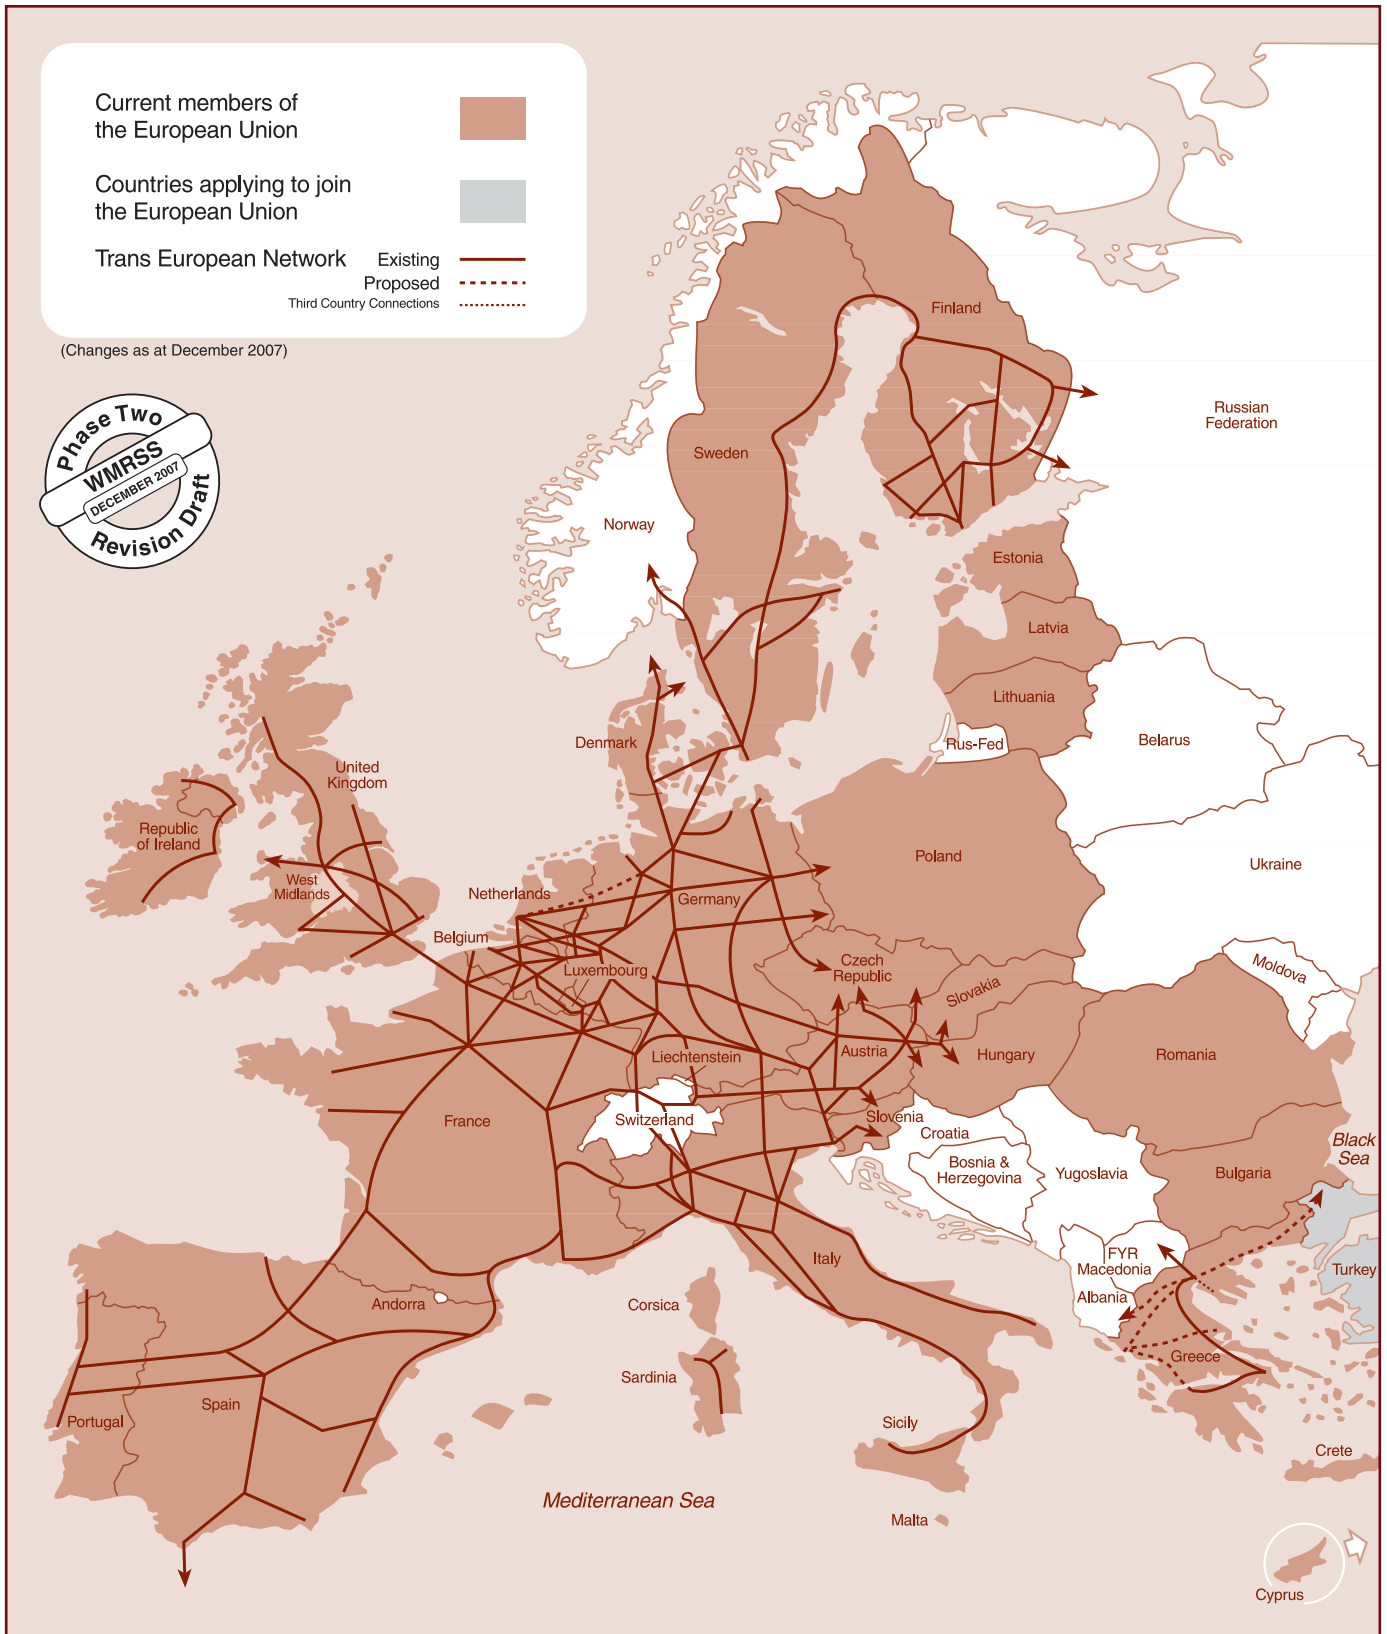 Current members of
the European Union
Countries applying to join
the European Union
Trans European Network
Existing
Proposed
Third Country Connections
(Changes as at December 2007)
Phase Two
WMRSS
DECEMBER 2007
Revision Draft
Finland
Russian
Federation
Sweden
Norway
Estonia
Latvia
Lithuania
Rus-Fed
Belarus
Denmark
United
Kingdom
Republic
of Ireland
West
Midlands
Poland
Ukraine
Netherlands
Germany
Belgium
Luxembourg
Czech
Republic
Slovakia
Moldova
Liechtenstein
Austria
Hungary
Romania
France
Switzerland
Slovenia
Croatia
Bosnia &
Herzegovina
Yugoslavia
Bulgaria
Black
Sea
Italy
FYR
Macedonia
Albania
Turkey
Andorra
Corsica
Sardinia
Greece
Spain
Portugal
Sicily
Crete
Mediterranean Sea
Malta
Cyprus